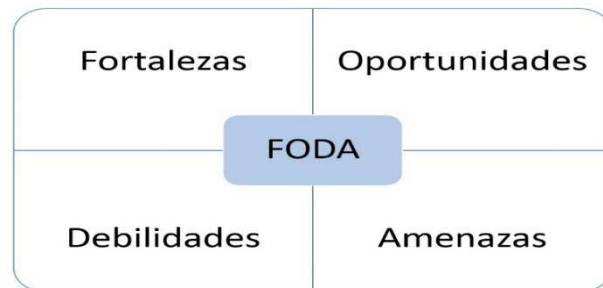 Fortalezas
Oportunidades
FODA
Debilidades
Amenazas